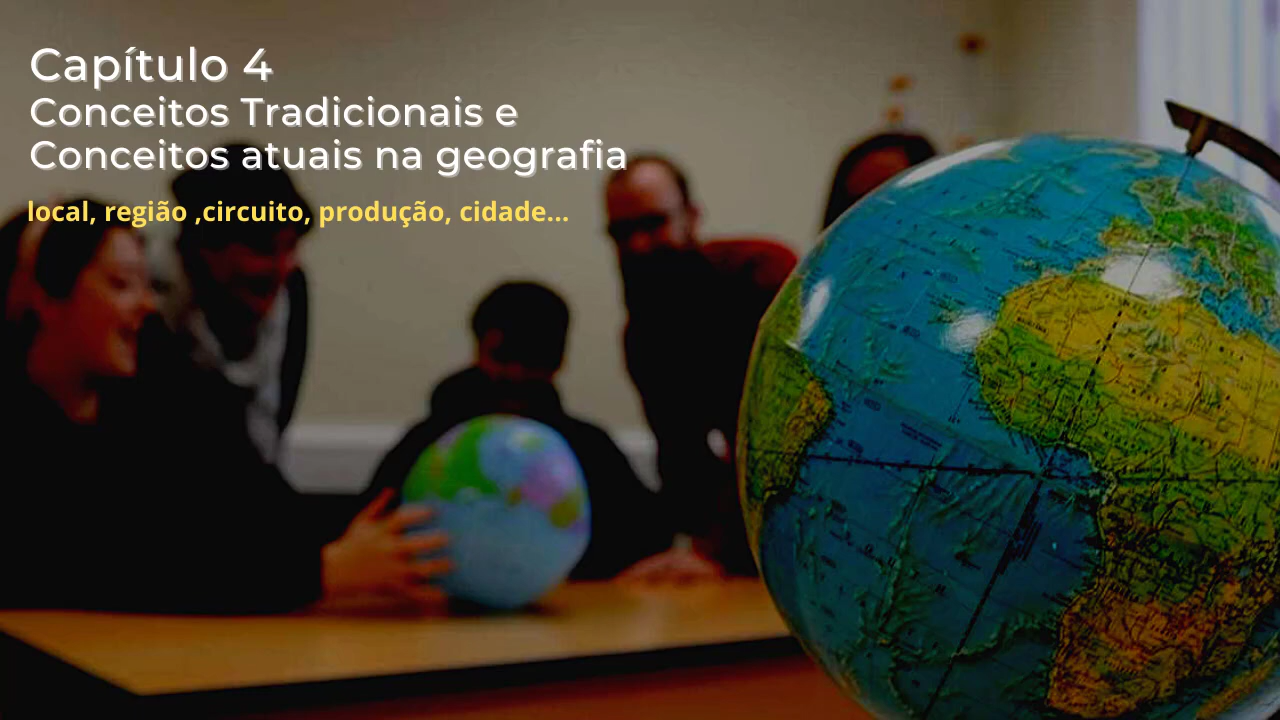 Capítulo 4
Conceitos Tradicionais e
Conceitos atuais na geografia
local, região ,circuito, produção, cidade...